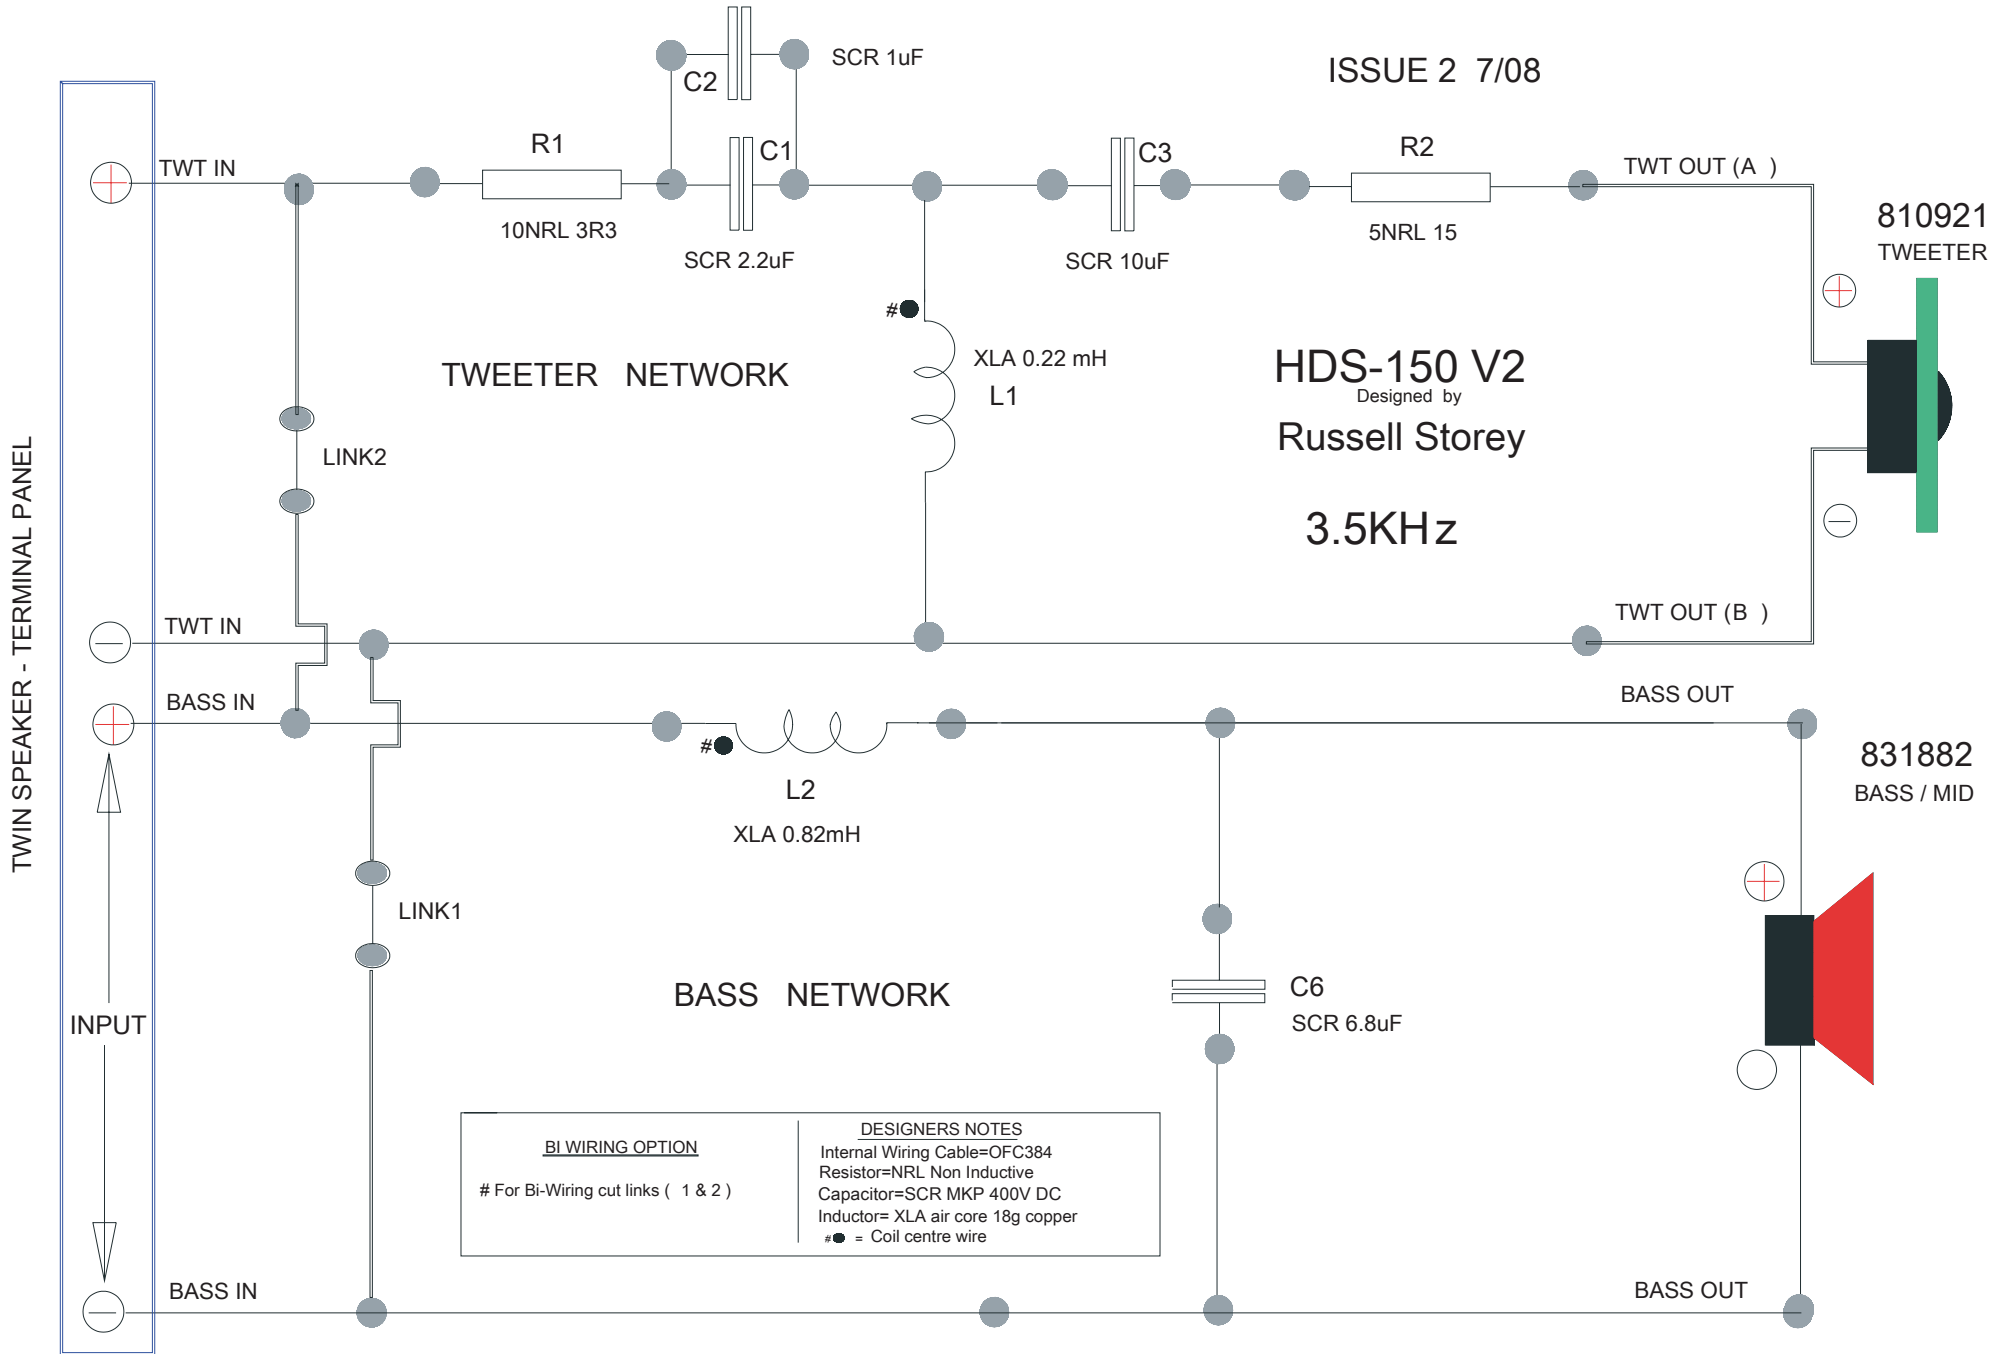 SCR 1uF
C2
ISSUE 2 7/08
R1
C1
C3
R2
TWT IN
TWT OUT (A )
10NRL 3R3
SCR 2.2uF
SCR 10uF
5NRL 15
810921
TWEETER
#
XLA 0.22 mH
L1
TWEETER NETWORK
HDS-150 V2
Designed by
Russell Storey
3.5KHz
LINK2
TWIN SPEAKER - TERMINAL PANEL
TWT IN
TWT OUT (B )
BASS IN
BASS OUT
#
L2
XLA 0.82mH
831882
BASS / MID
LINK1
BASS NETWORK
C6
SCR 6.8uF
INPUT
BI WIRING OPTION
# For Bi-Wiring cut links ( 1 & 2 )
DESIGNERS NOTES
Internal Wiring Cable=OFC384
Resistor=NRL Non Inductive
Capacitor=SCR MKP 400V DC
Inductor= XLA air core 18g copper
#● = Coil centre wire
BASS IN
BASS OUT